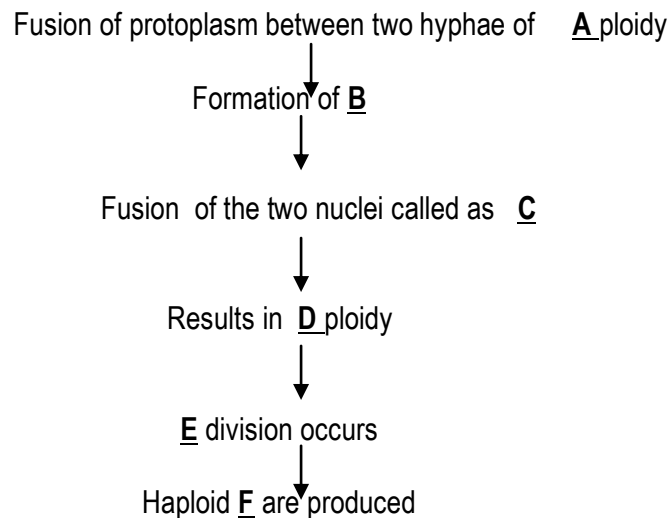 Fusion of protoplasm between two hyphae of A ploidy
Formation of B
Fusion of the two nuclei called as C
Results in D ploidy
E division occurs
Haploid F are produced